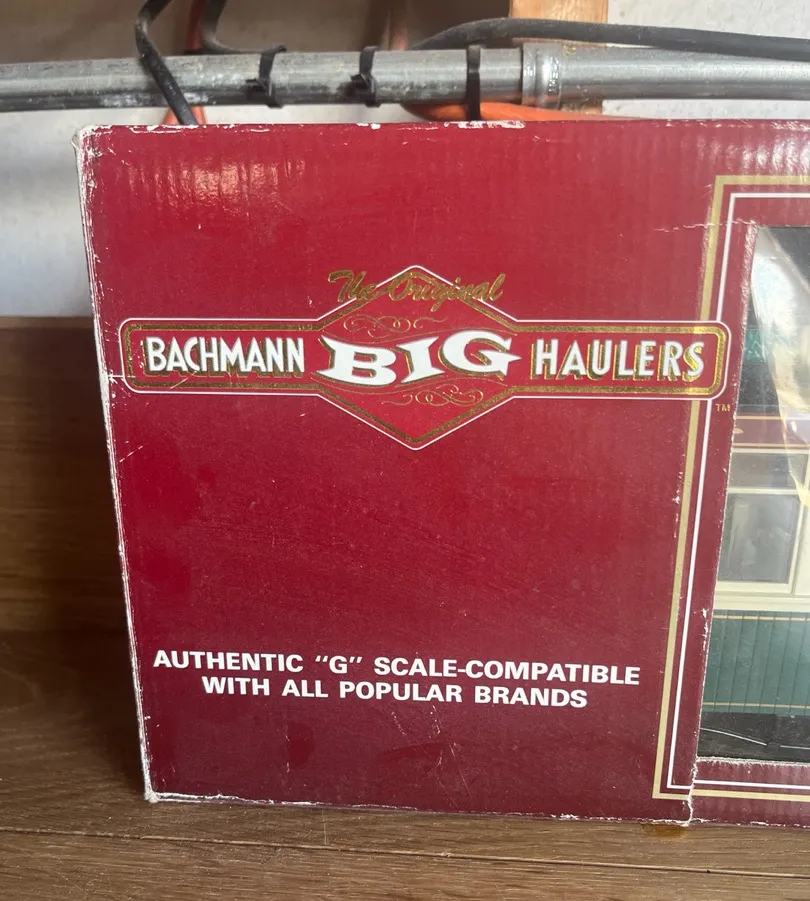 The Original
BACHMANN BIG HAULERS
TM
AUTHENTIC "G" SCALE-COMPATIBLE
WITH ALL POPULAR BRANDS